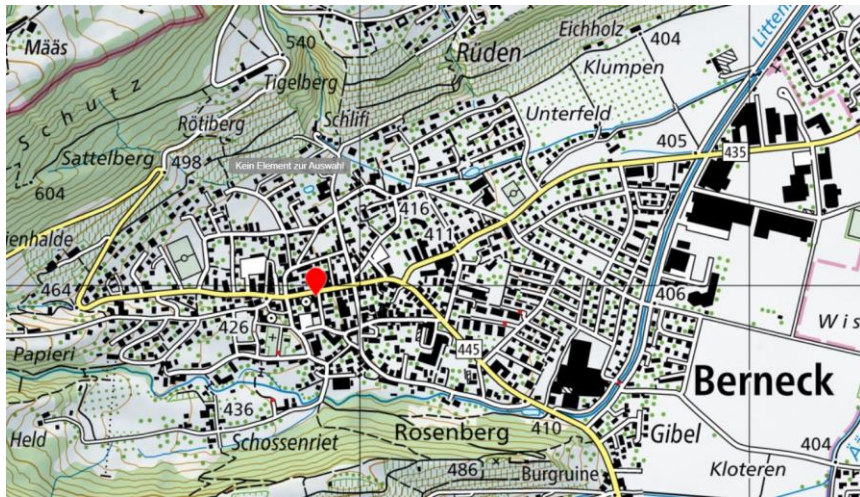 Määs
540
Rüden
Eichholz
404
Klumpen
Schutz
Tigelberg
Rötiberg
Schlifi
Unterfeld
405
435
Sattelberg
498
Kein Element zur Auswahl
604
416
411
464
406
426
Papieri
445
Berneck
436
Held
Schossenriet
Rosenberg
410
Gibel
404
486
Burgruine
Kloteren